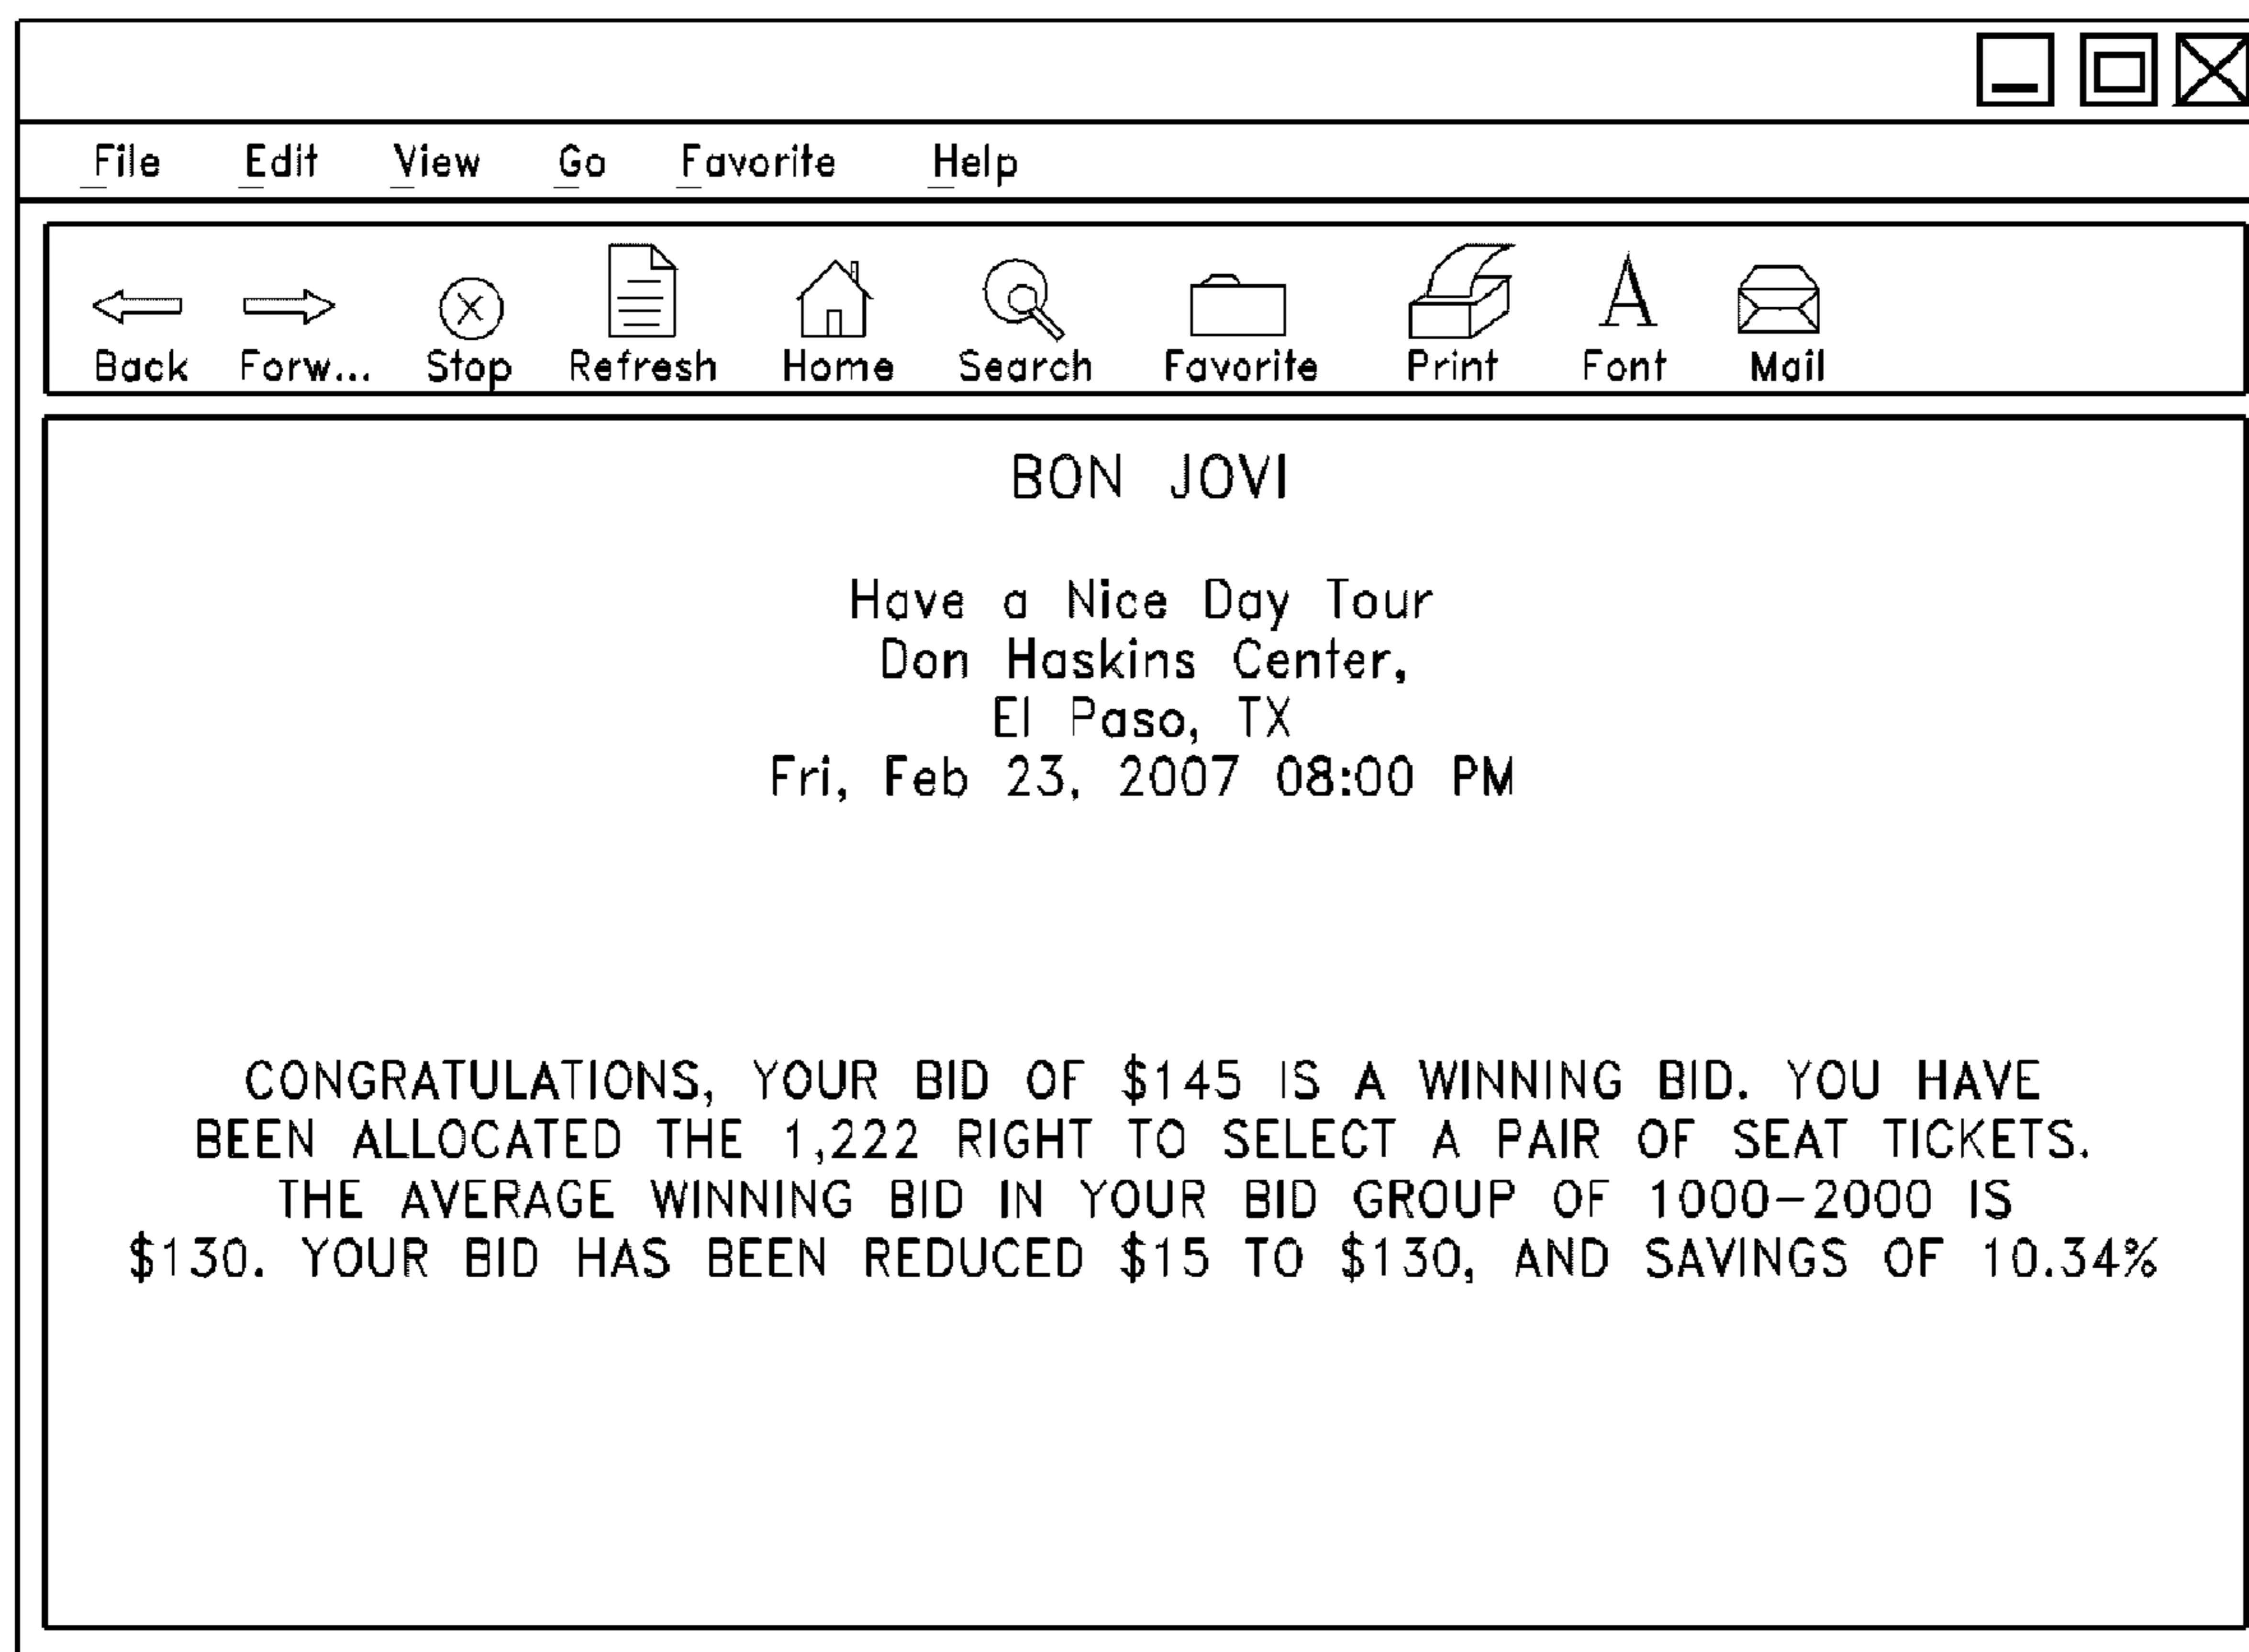 File Edit View Go Favorite Help
Back Forw... Stop Refresh Home Search Favorite Print Font Mail
BON JOVI
Have a Nice Day Tour
Don Haskins Center,
El Paso, TX
Fri, Feb 23, 2007 08:00 PM
CONGRATULATIONS, YOUR BID OF $145 IS A WINNING BID. YOU HAVE
BEEN ALLOCATED THE 1,222 RIGHT TO SELECT A PAIR OF SEAT TICKETS.
THE AVERAGE WINNING BID IN YOUR BID GROUP OF 1000-2000 IS
$130. YOUR BID HAS BEEN REDUCED $15 TO $130, AND SAVINGS OF 10.34%